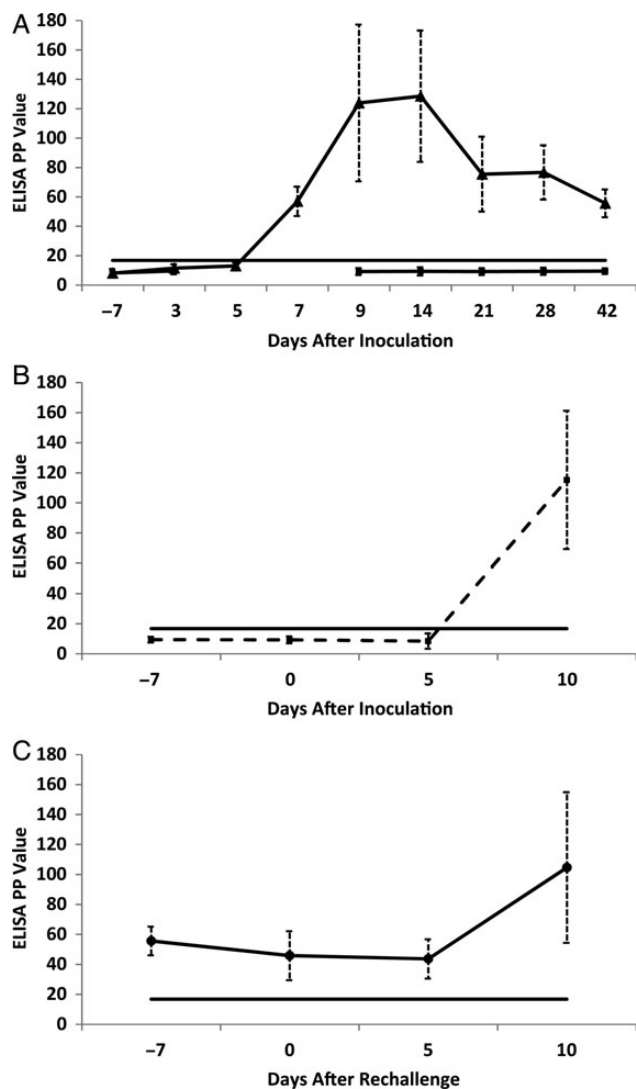 A
180
160
140
120
100
80
60
40
20
0
ELISA PP Value
–7 3 5 7 9 14 21 28 42
Days After Inoculation
B
180
160
140
120
100
80
60
40
20
0
ELISA PP Value
–7 0 5 10
Days After Inoculation
C
180
160
140
120
100
80
60
40
20
0
ELISA PP Value
–7 0 5 10
Days After Rechallenge